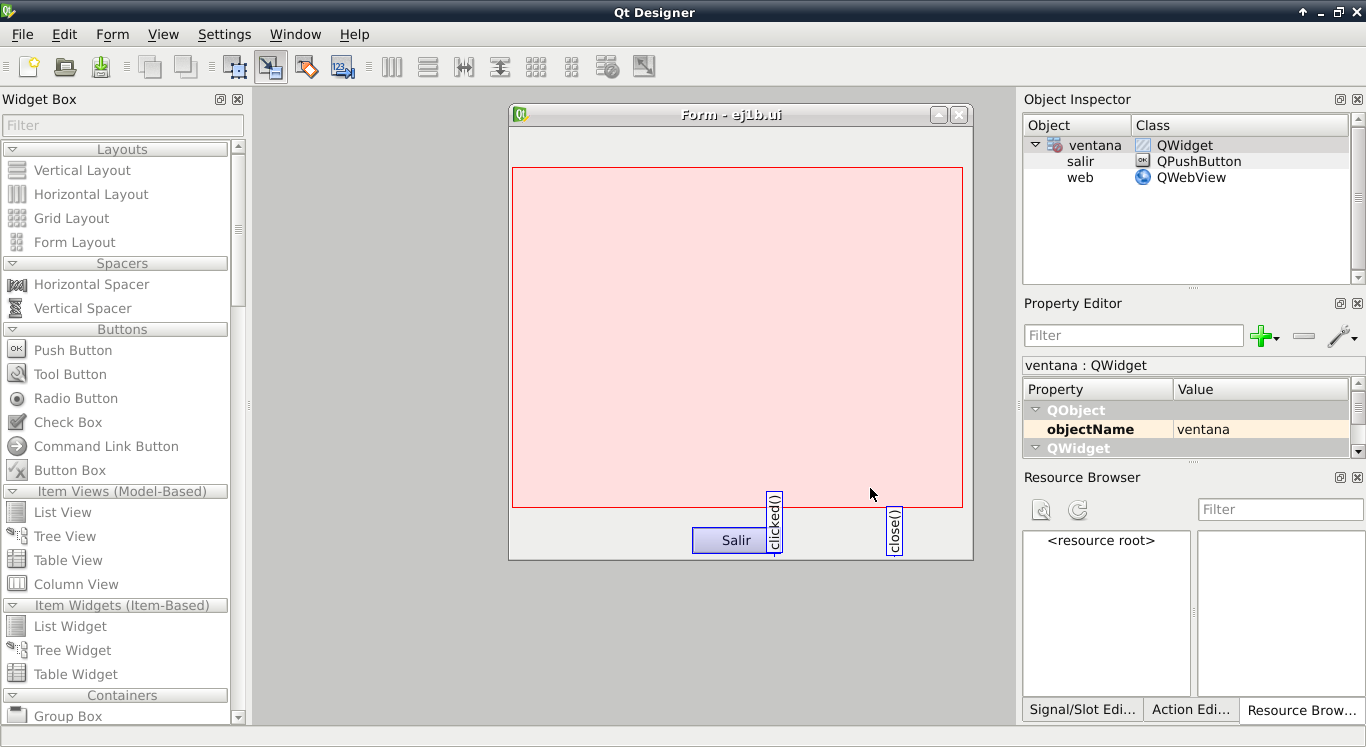 Qt Designer
File Edit Form View Settings Window Help
Widget Box
Filter
Layouts
Vertical Layout
Horizontal Layout
Grid Layout
Form Layout
Spacers
Horizontal Spacer
Vertical Spacer
Buttons
Push Button
Tool Button
Radio Button
Check Box
Command Link Button
Button Box
Item Views (Model-Based)
List View
Tree View
Table View
Column View
Item Widgets (Item-Based)
List Widget
Tree Widget
Table Widget
Containers
Group Box
Form - ej1b.ui
Salir
clicked()
close()
Object Inspector
Object Class
ventana QWidget
salir QPushButton
web QWebView
Property Editor
Filter
ventana : QWidget
Property Value
QObject
objectName ventana
QWidget
Resource Browser
Filter
<resource root>
Signal/Slot Edi... Action Edi... Resource Brow...